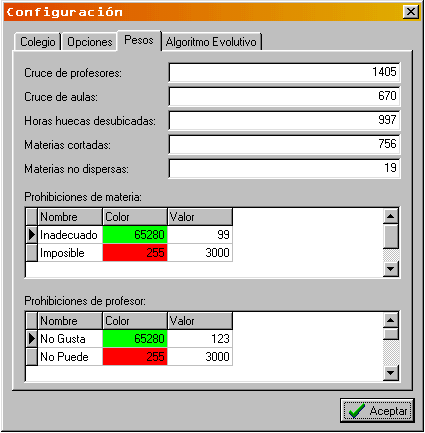 Configuración
Colegio Opciones Pesos Algoritmo Evolutivo
Cruce de profesores: 1405
Cruce de aulas: 670
Horas huecas desubicadas: 997
Materias cortadas: 756
Materias no dispersas: 19
Prohibiciones de materia:
Nombre Color Valor
Inadecuado 65280 99
Imposible 255 3000
Prohibiciones de profesor:
Nombre Color Valor
No Gusta 65280 123
No Puede 255 3000
Aceptar